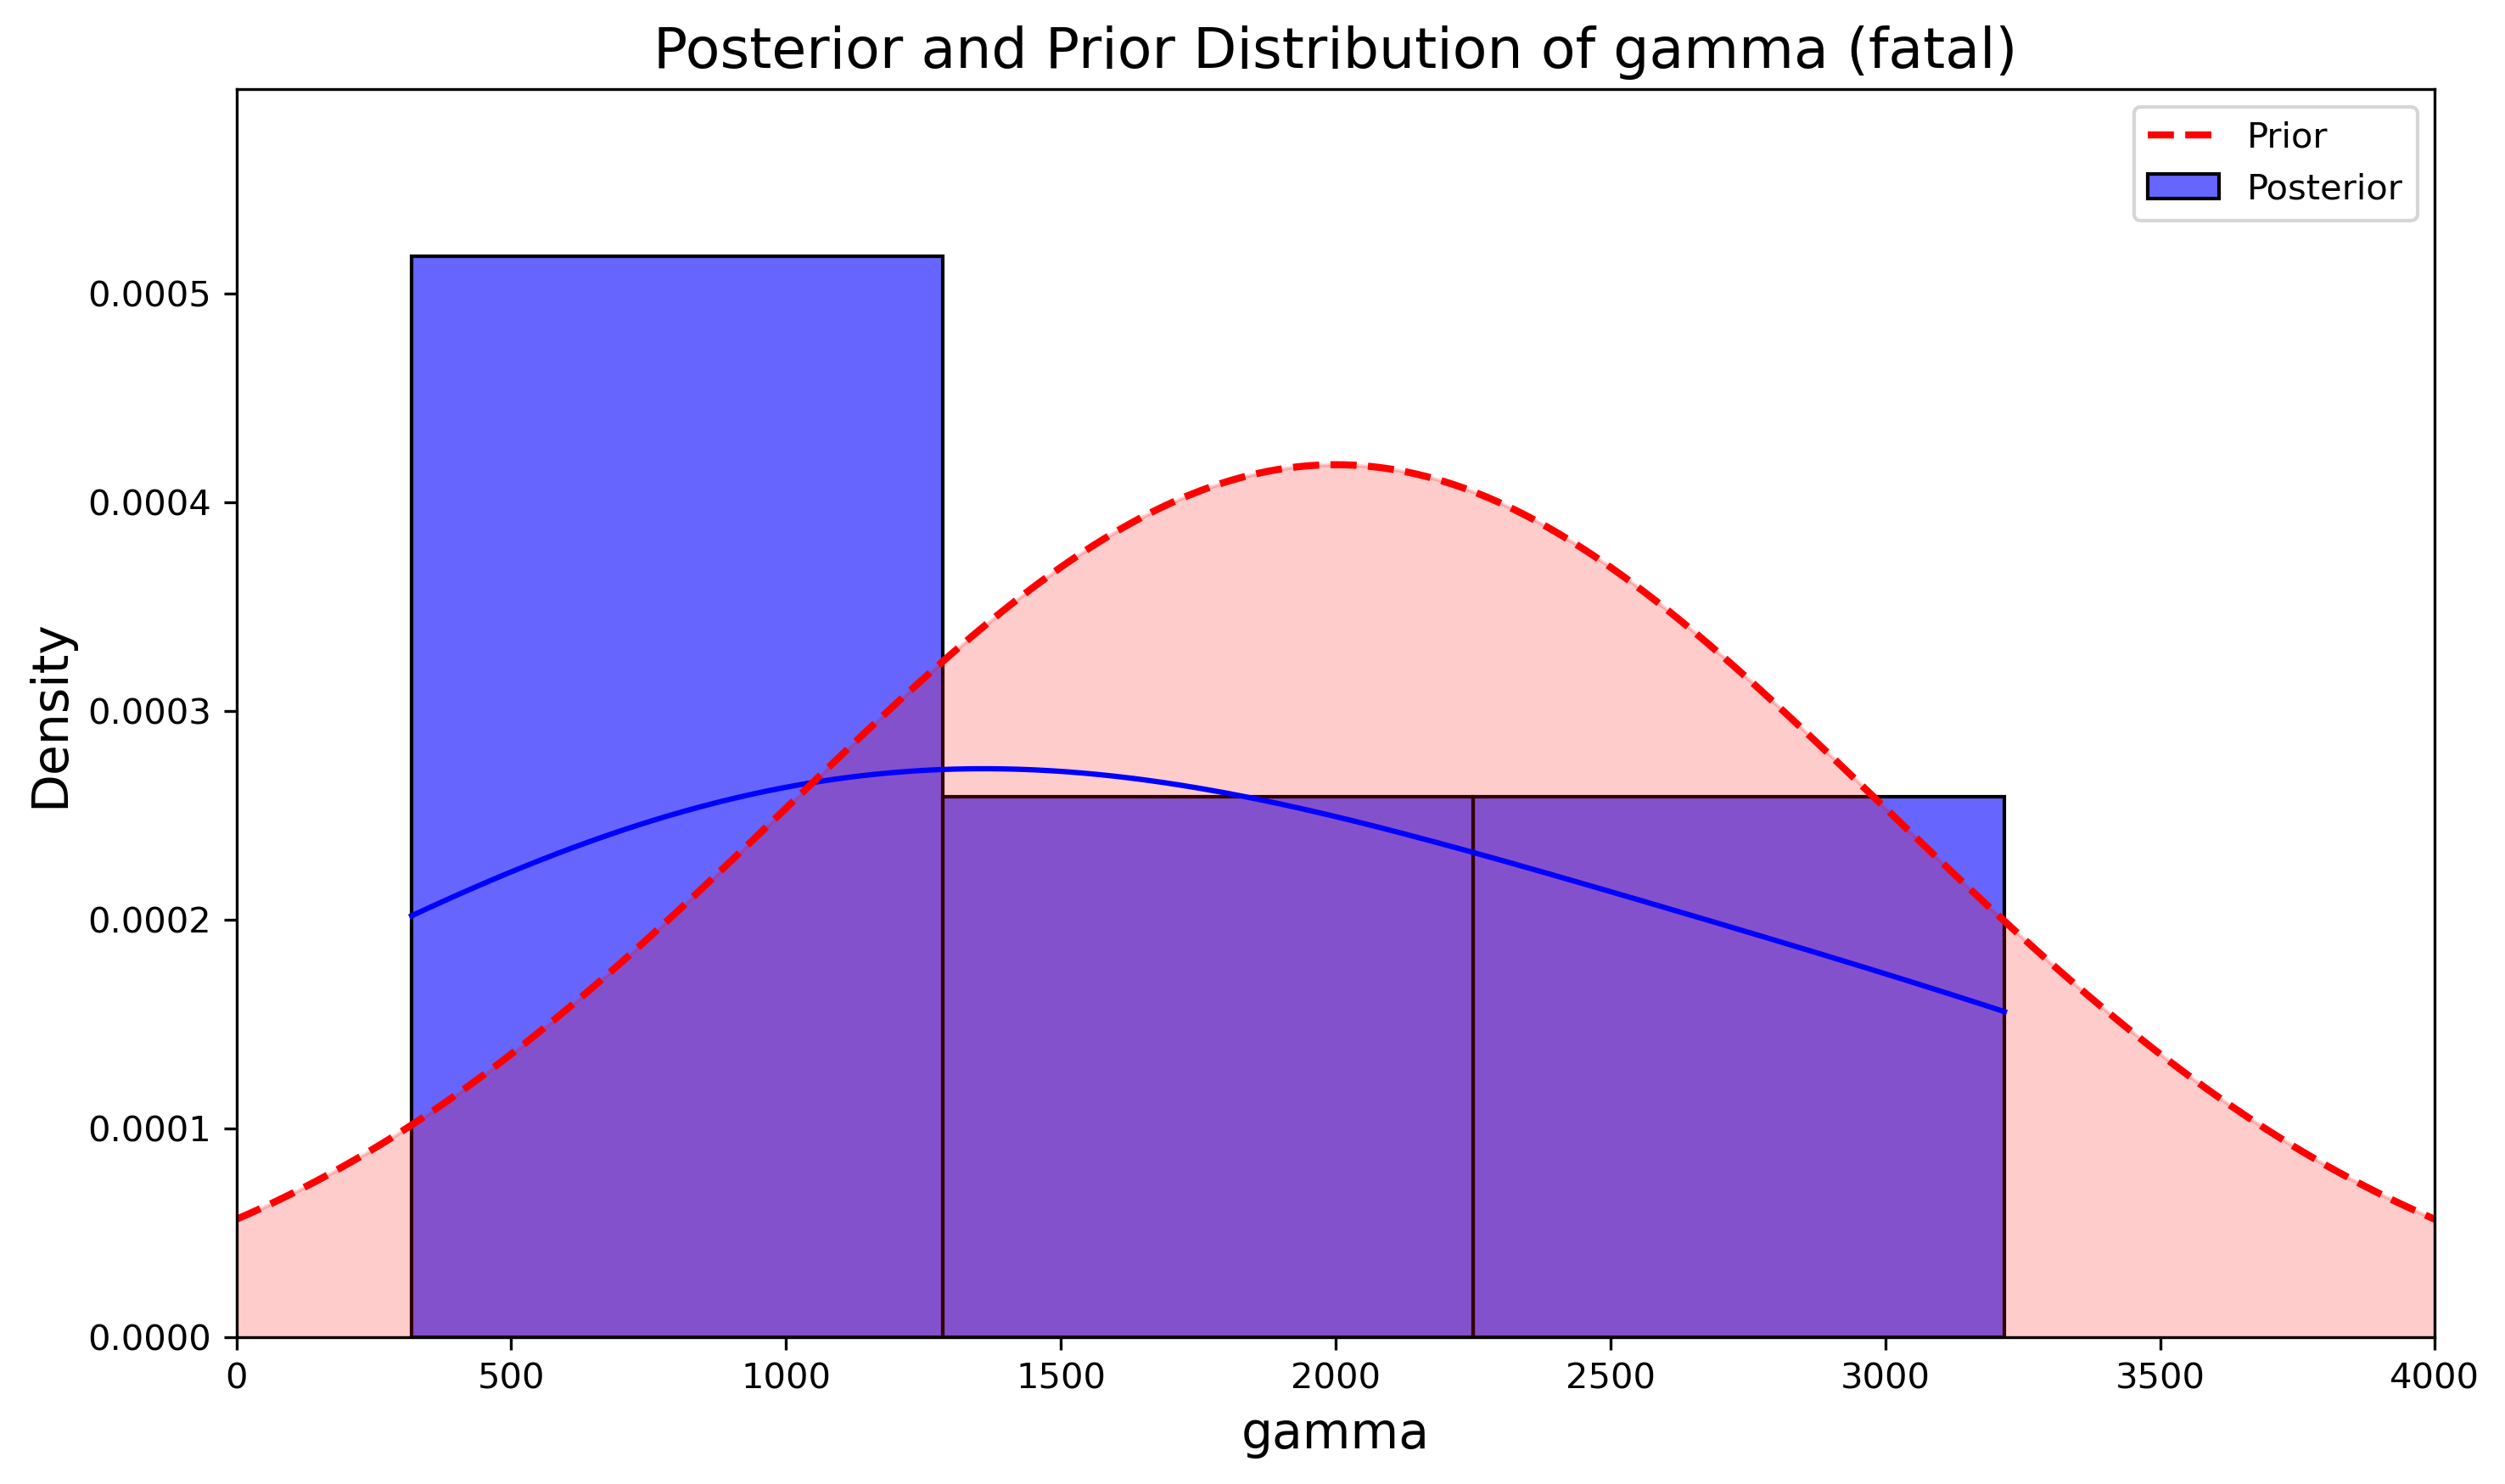 Posterior and Prior Distribution of gamma (fatal)
Prior
Posterior
Density
0.0005
0.0004
0.0003
0.0002
0.0001
0.0000
0 500 1000 1500 2000 2500 3000 3500 4000
gamma